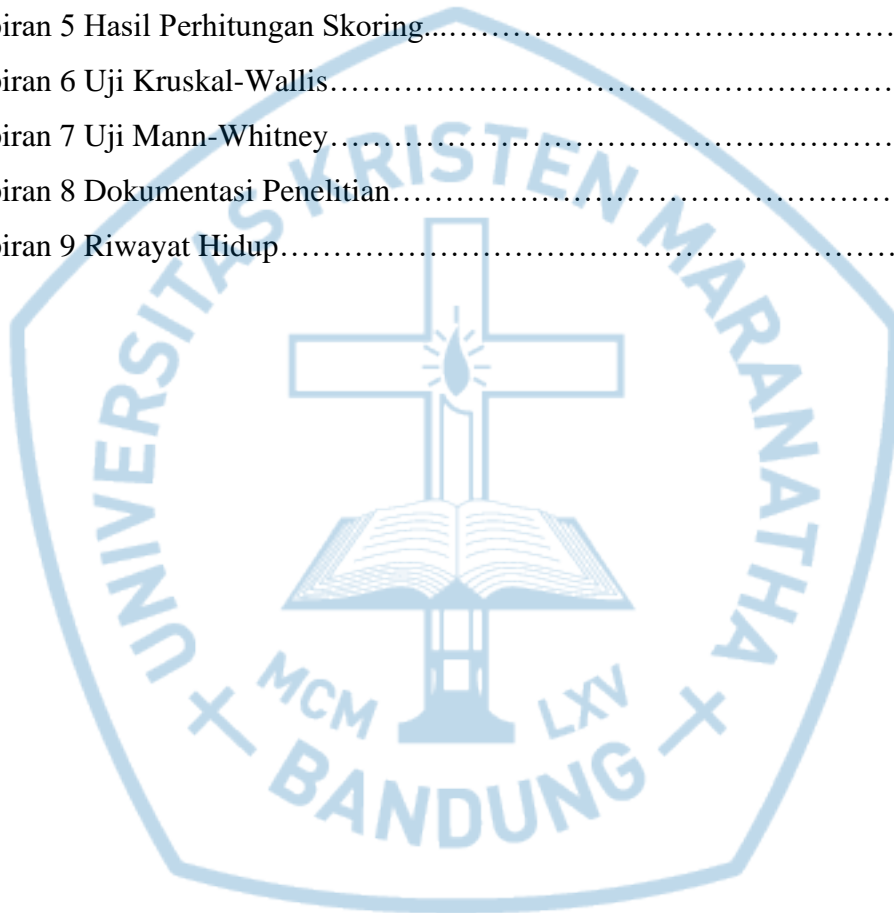 piran 5 Hasil Perhitungan Skoring..……………………………………
piran 6 Uji Kruskal-Wallis………………………………………………
piran 7 Uji Mann-Whitney………………………………………………
piran 8 Dokumentasi Penelitian…………………………………………
piran 9 Riwayat Hidup……………………………………………………
UNIVERSITAS KRISTEN MARANATHA
MCM LXV
BANDUNG